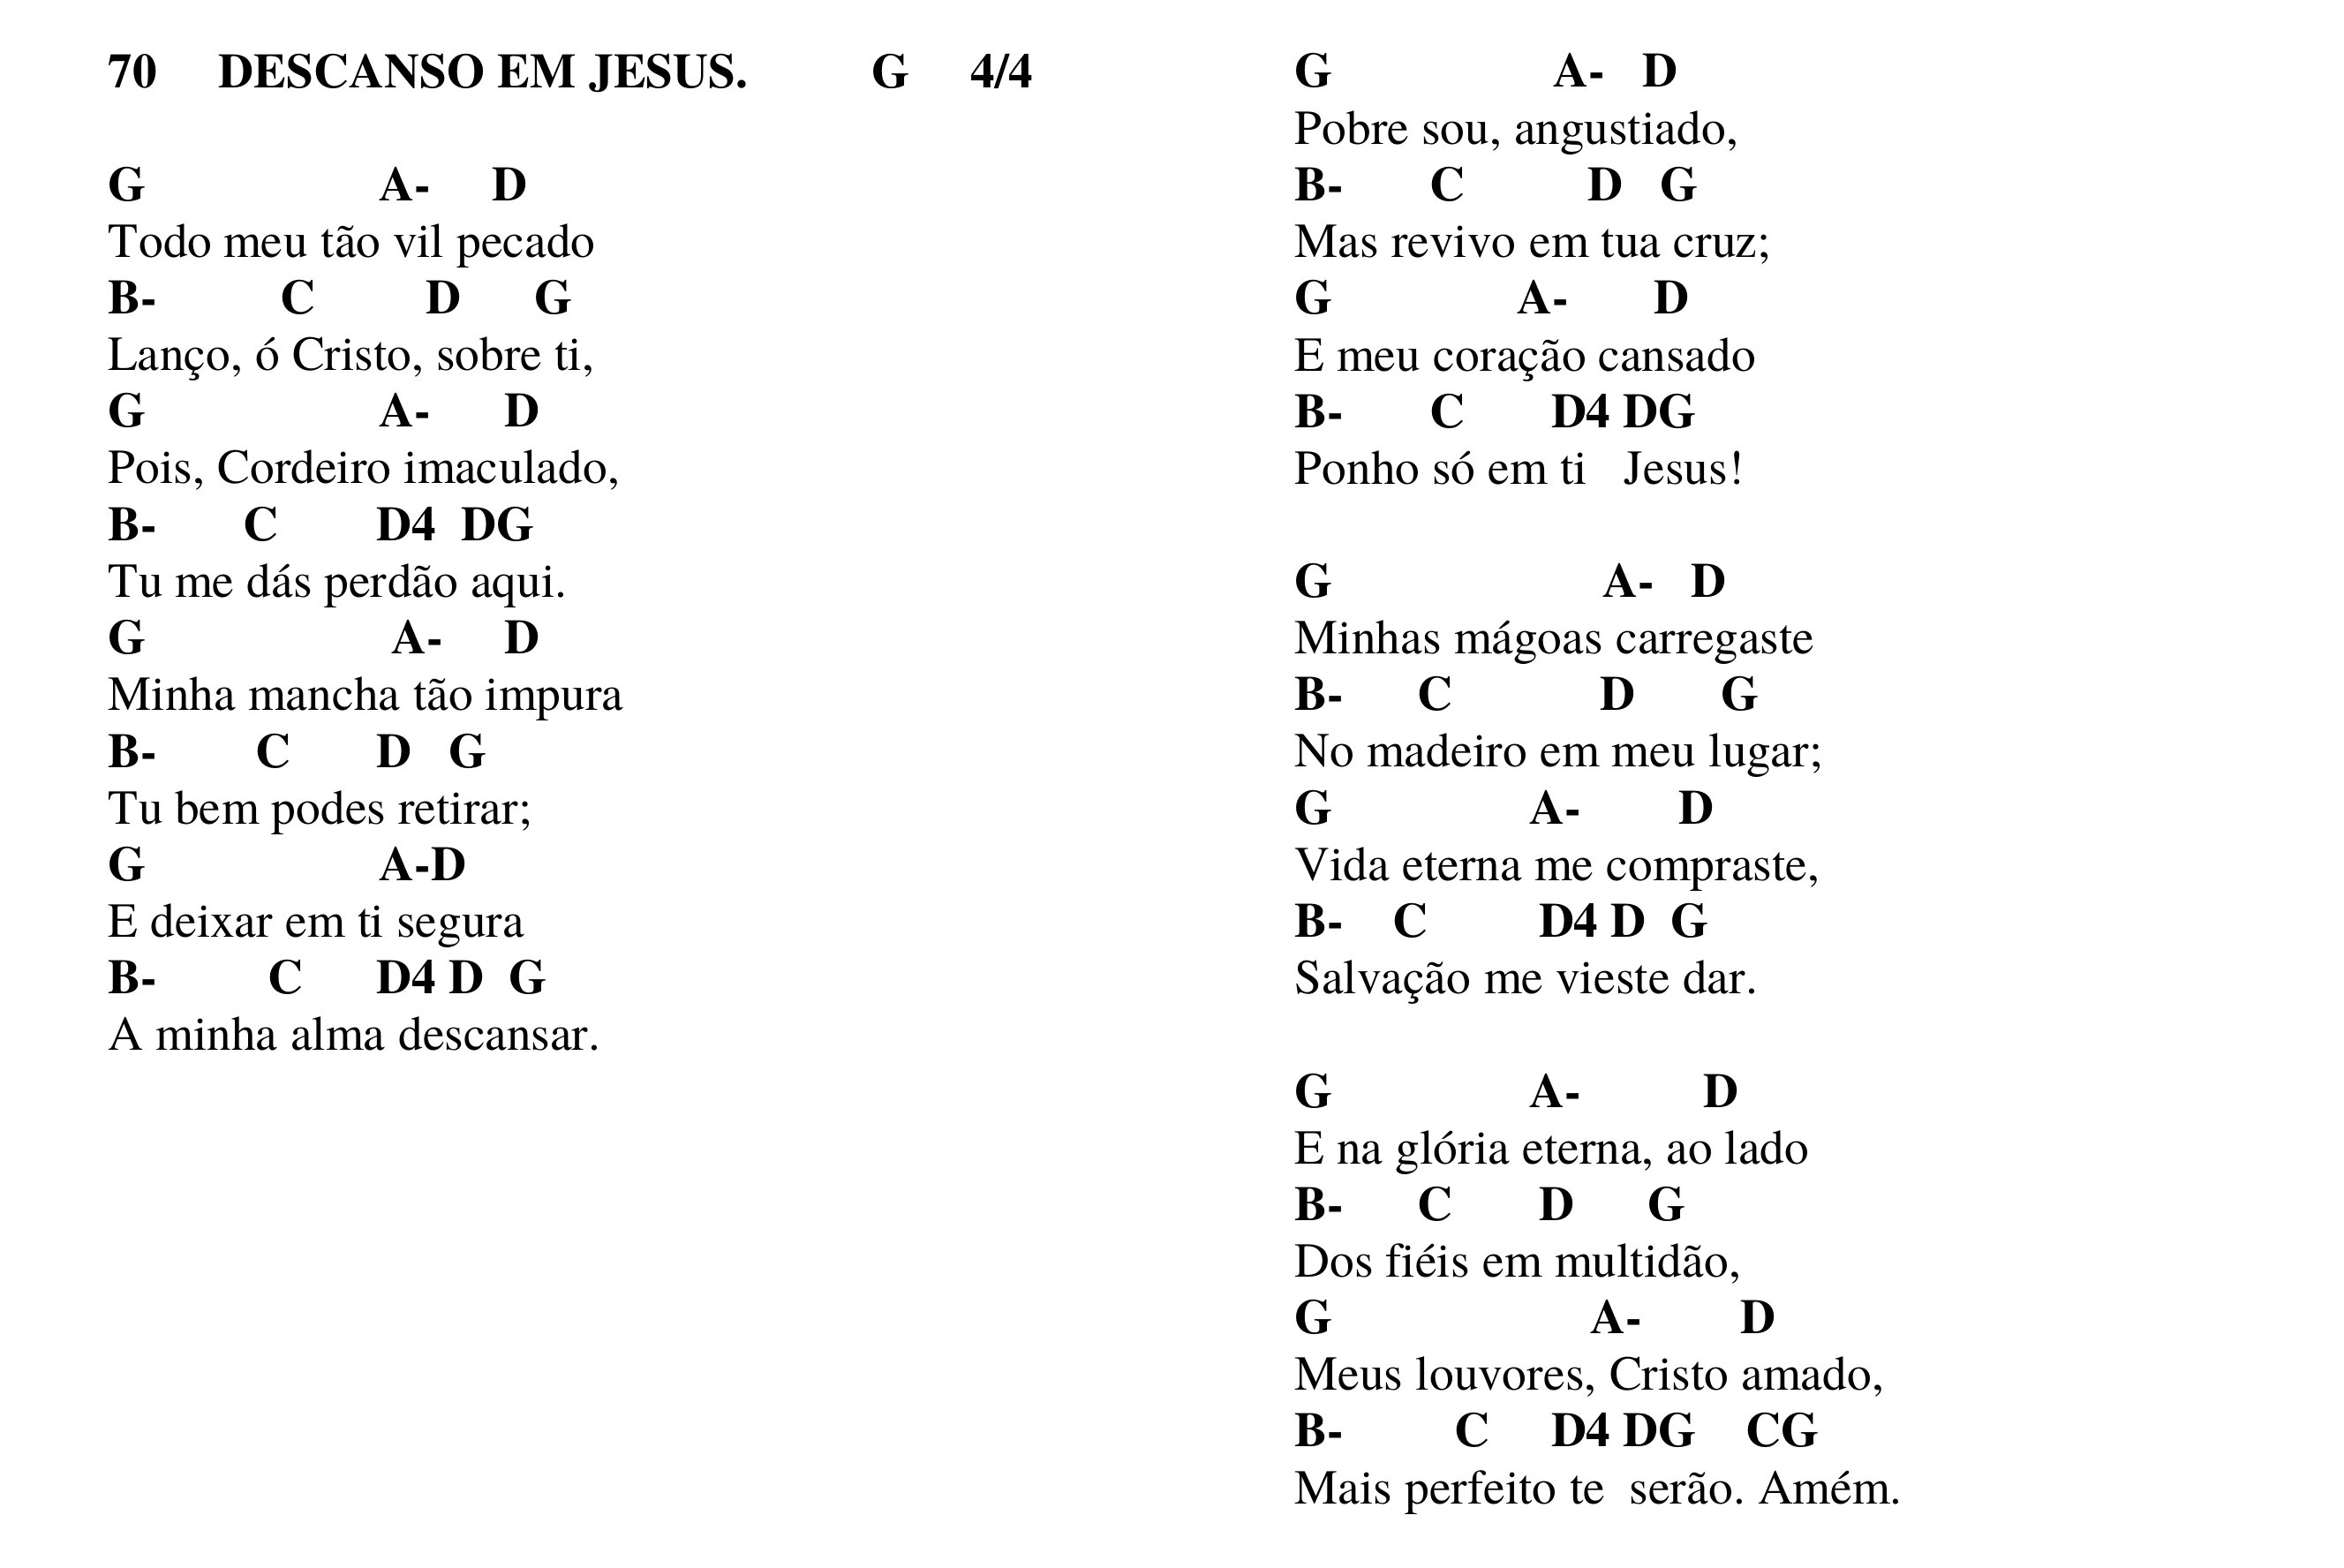 70     DESCANSO EM JESUS.          G     4/4
G                   A-     D
Todo meu tão vil pecado
B-          C         D      G
Lanço, ó Cristo, sobre ti,
G                   A-      D
Pois, Cordeiro imaculado,
B-       C        D4  DG
Tu me dás perdão aqui.
G                    A-     D
Minha mancha tão impura
B-        C       D   G
Tu bem podes retirar;
G                   A-D
E deixar em ti segura
B-         C      D4 D  G
A minha alma descansar.
G                  A-   D
Pobre sou, angustiado,
B-       C          D   G
Mas revivo em tua cruz;
G               A-       D
E meu coração cansado
B-       C       D4 DG
Ponho só em ti   Jesus!
G                      A-   D
Minhas mágoas carregaste
B-      C            D       G
No madeiro em meu lugar;
G                A-        D
Vida eterna me compraste,
B-    C         D4 D  G
Salvação me vieste dar.
G                A-          D
E na glória eterna, ao lado
B-      C       D      G
Dos fiéis em multidão,
G                     A-        D
Meus louvores, Cristo amado,
B-         C     D4 DG    CG
Mais perfeito te  serão. Amém.